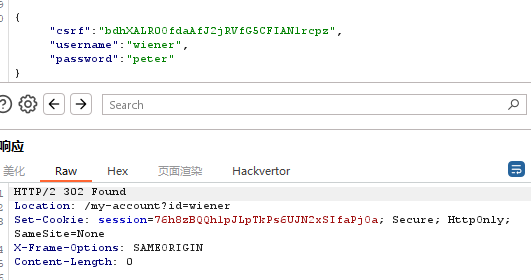 {
"csrf":"bdhXALROOfdaAfJ2jRVfG5CFIANlrcpz",
"username":"wiener",
"password":"peter"
}
Search
响应
美化 Raw Hex 页面渲染 Hackvertor
HTTP/2 302 Found
2 Location: /my-account?id=wiener
3 Set-Cookie: session=76h8zBQQhlpJLpTkPs6UJN2xSIfaPj0a; Secure; HttpOnly;
SameSite=None
4 X-Frame-Options: SAMEORIGIN
5 Content-Length: 0